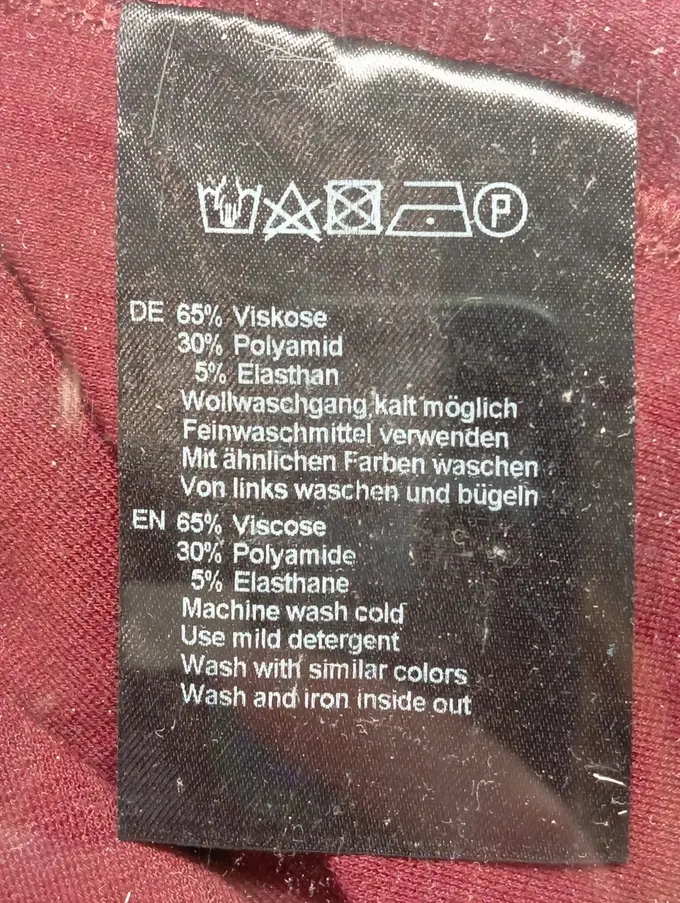 P
DE 65% Viskose
30% Polyamid
5% Elasthan
Wollwaschgang kalt möglich
Feinwaschmittel verwenden
Mit ähnlichen Farben waschen
Von links waschen und bügeln
EN 65% Viscose
30% Polyamide
5% Elasthane
Machine wash cold
Use mild detergent
Wash with similar colors
Wash and iron inside out